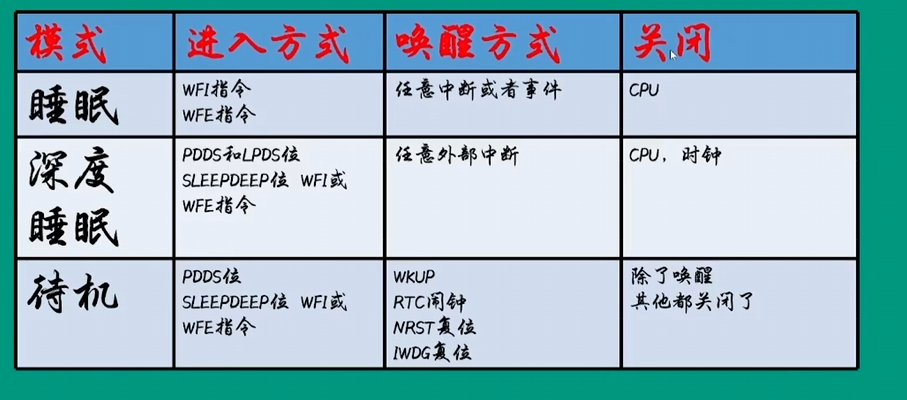 模式 进入方式 唤醒方式 关闭
睡眠 WFI指令 任意中断或者事件 CPU
WFE指令
深度 PDDS和LPDS位 任意外部中断 CPU，时钟
睡眠 SLEEPDEEP位 WFI或
WFE指令
待机 PDDS位 WKUP 除了唤醒
SLEEPDEEP位 WFI或 RTC闹钟 其他都关闭了
WFE指令 NRST复位
IWDG复位